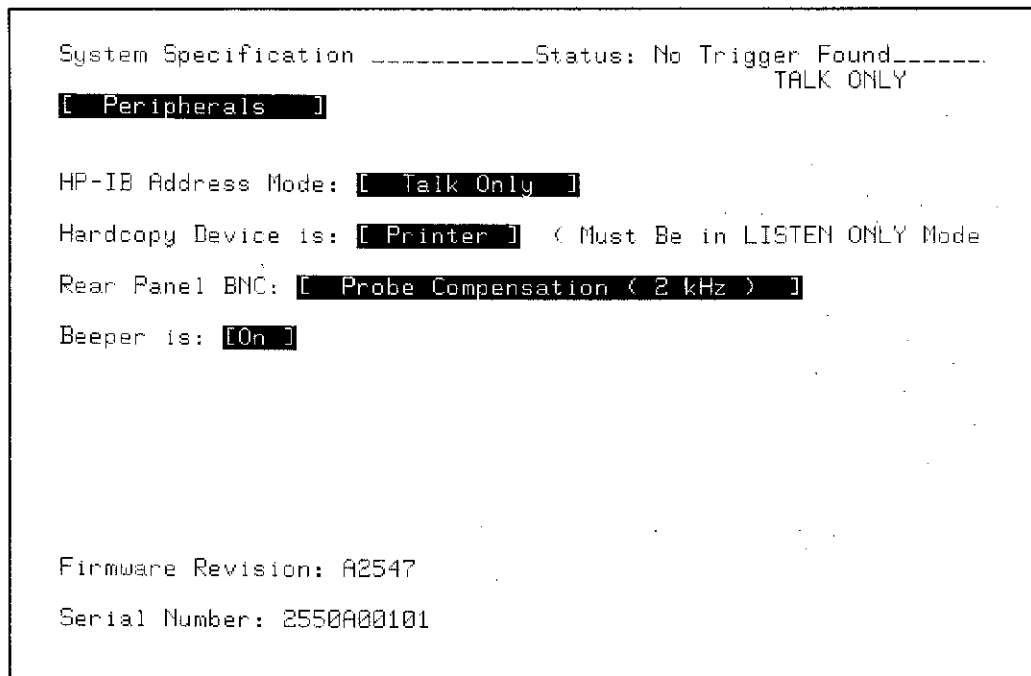 System Specification ___________Status: No Trigger Found______
TALK ONLY
[ Peripherals ]
HP-IB Address Mode: [ Talk Only ]
Hardcopy Device is: [ Printer ] ( Must Be in LISTEN ONLY Mode
Rear Panel BNC: [ Probe Compensation ( 2 kHz ) ]
Beeper is: [On ]
Firmware Revision: A2547
Serial Number: 2550A00101